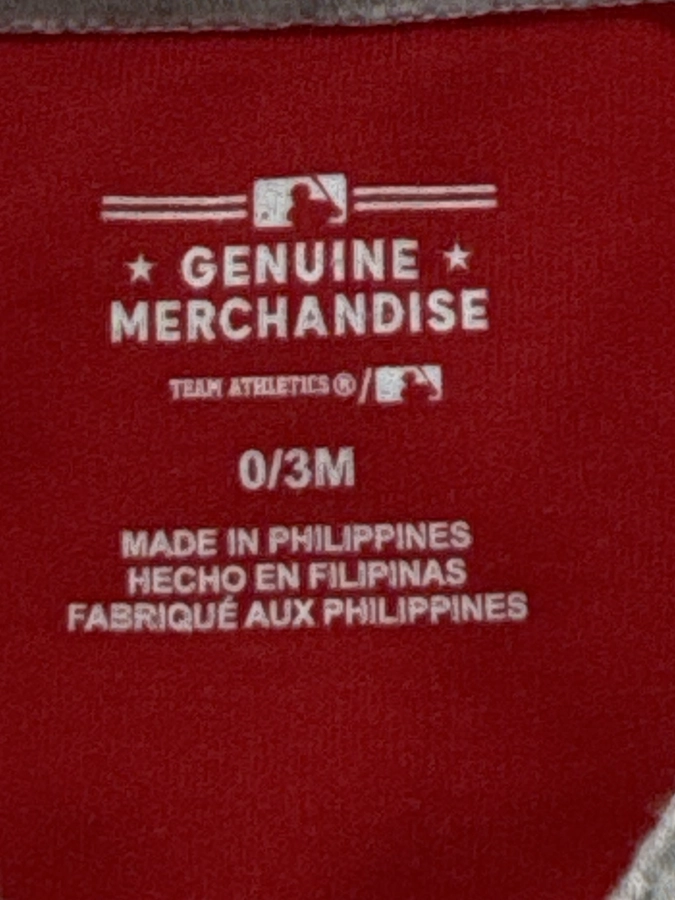 ★ GENUINE ★
MERCHANDISE
TEAM ATHLETICS®/
0/3M
MADE IN PHILIPPINES
HECHO EN FILIPINAS
FABRIQUÉ AUX PHILIPPINES